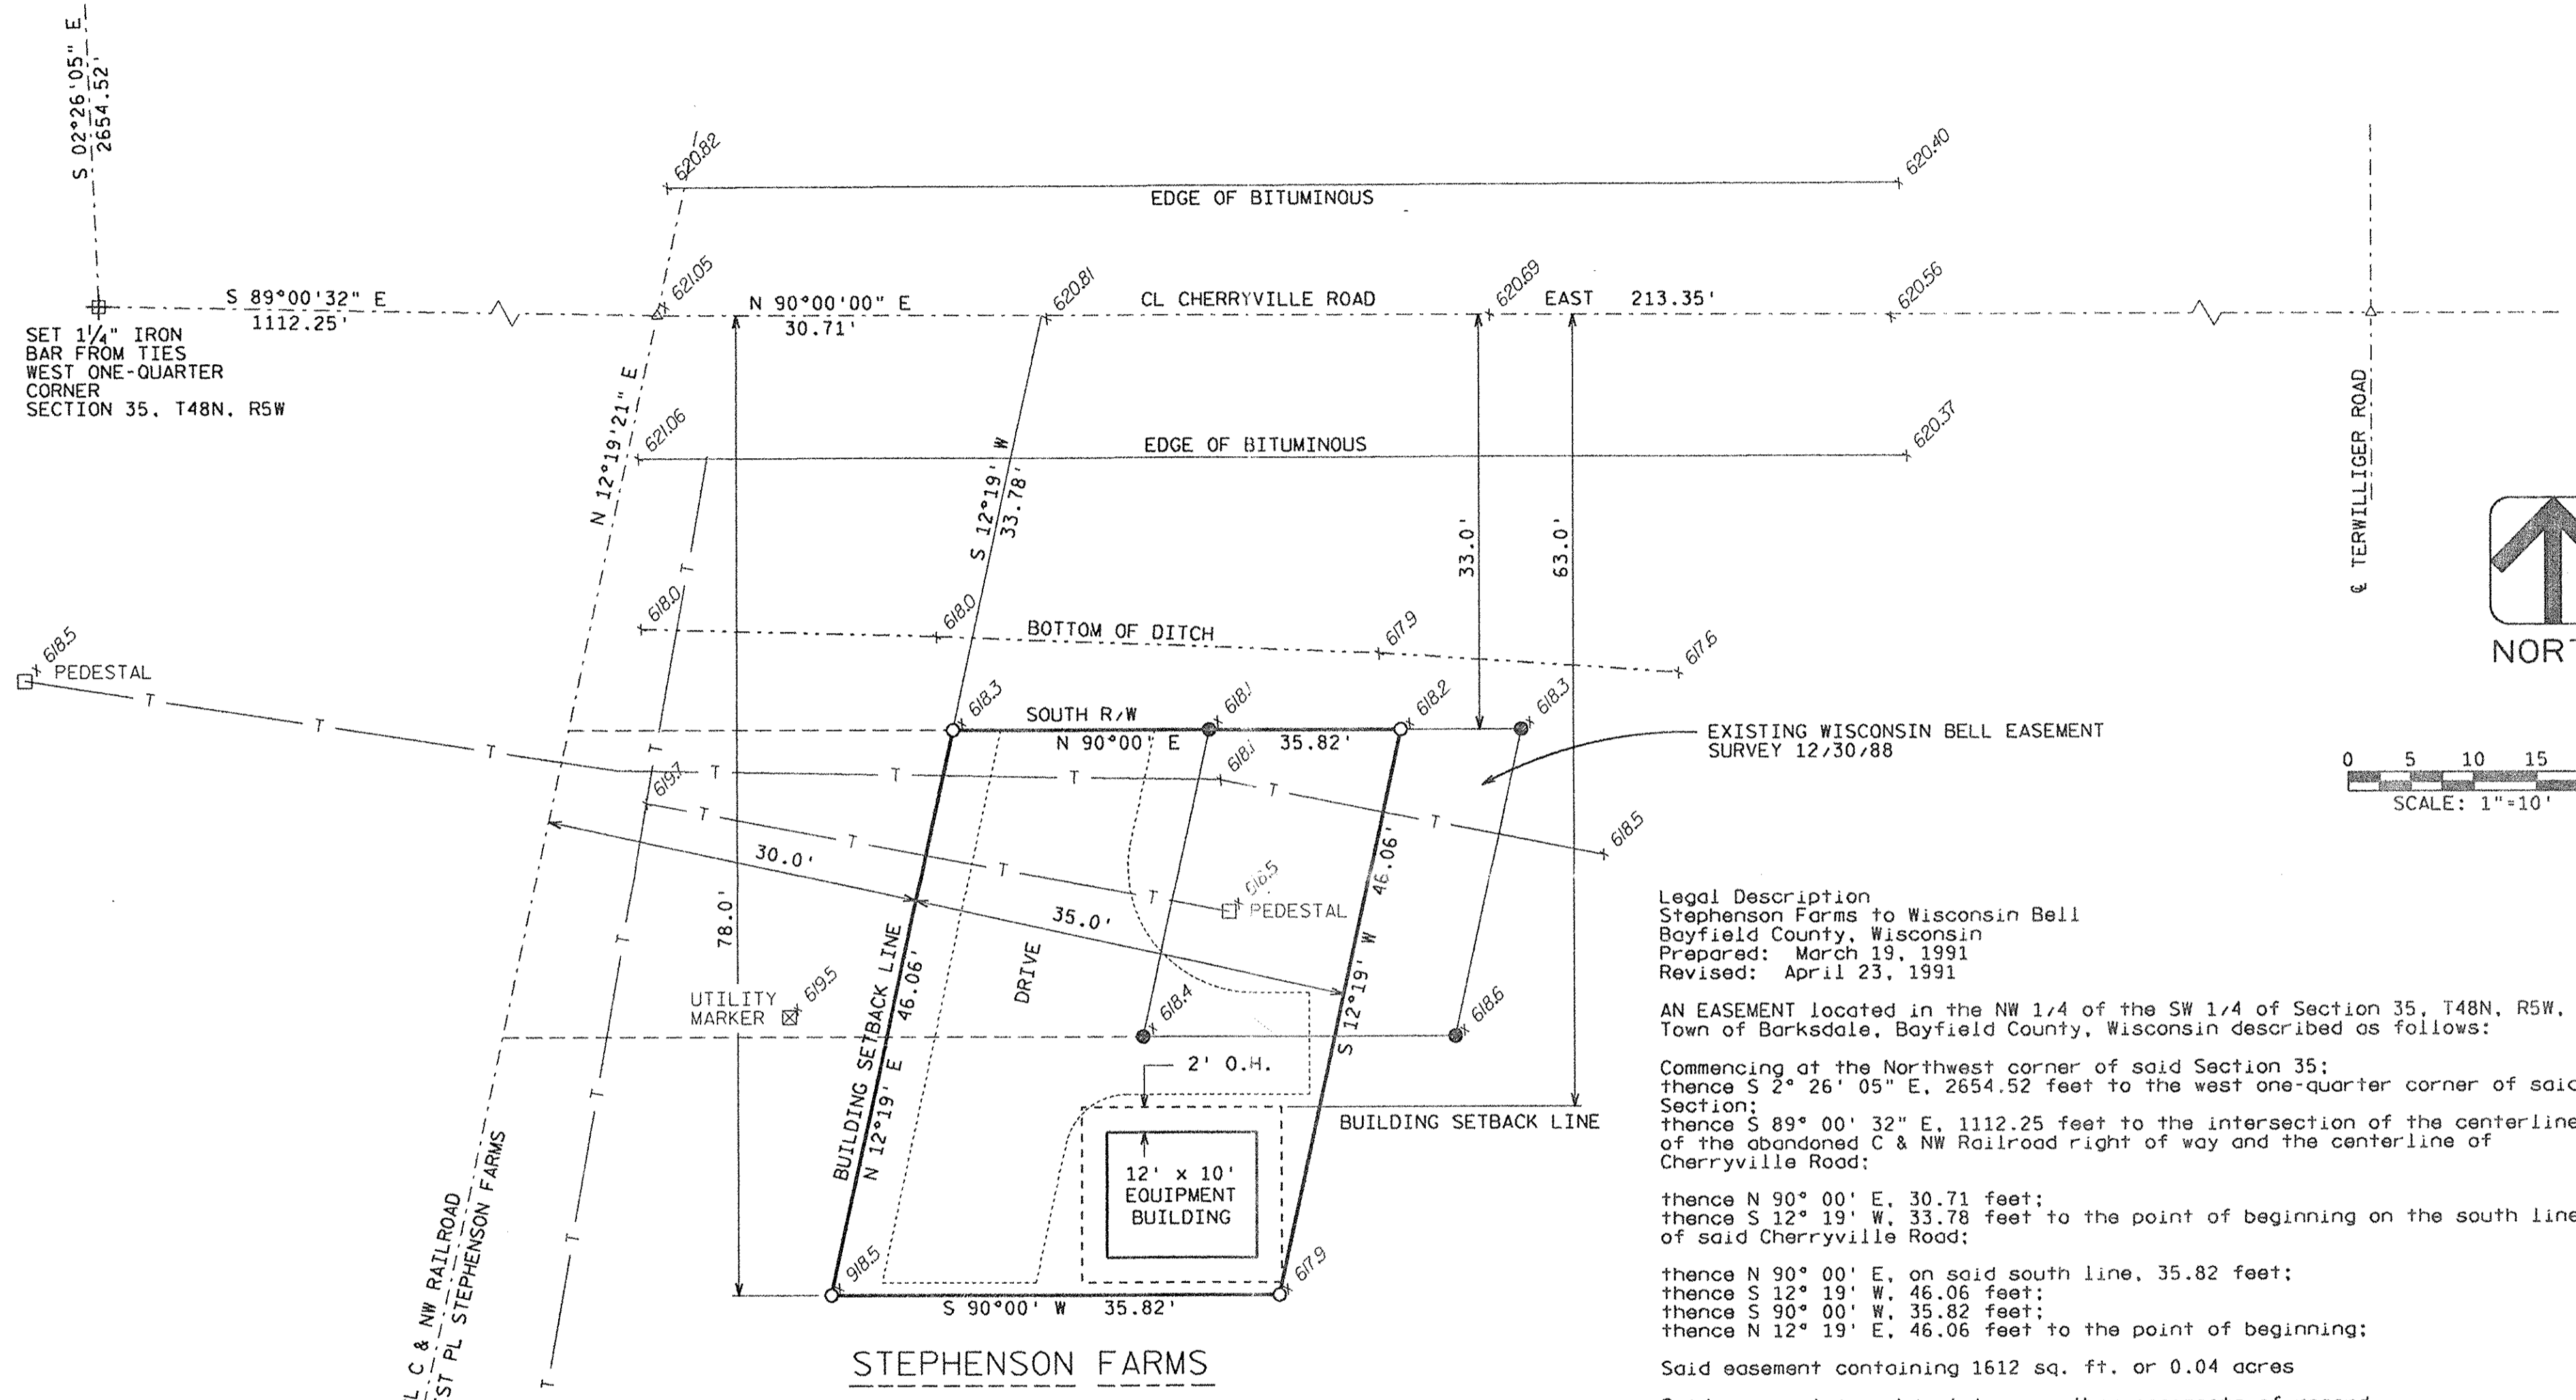 S 02°26'05" E
2654.52'
620.82
620.40
EDGE OF BITUMINOUS
S 89°00'32" E
1112.25'
621.05
N 90°00'00" E
30.71'
620.81
CL CHERRYVILLE ROAD
620.69
EAST 213.35'
620.56
SET 1 1/4" IRON
BAR FROM TIES
WEST ONE-QUARTER
CORNER
SECTION 35, T48N, R5W
N 12°19'21" E
621.06
EDGE OF BITUMINOUS
620.37
S 12°19' W
33.78'
33.0'
63.0'
℄ TERWILLIGER ROAD
NOR
T
618.0
618.0
BOTTOM OF DITCH
617.9
617.6
618.5
PEDESTAL
T T T
T
618.3
SOUTH R/W
618.1
618.2
618.3
N 90°00' E 35.82'
EXISTING WISCONSIN BELL EASEMENT
SURVEY 12/30/88
0 5 10 15
SCALE: 1"=10'
T T T
618.1
T
T
618.5
619.7
T T T T
30.0'
35.0'
618.5
PEDESTAL
46.06'
S 12°19' W
78.0'
BUILDING SETBACK LINE
N 12°19' E 46.06'
DRIVE
UTILITY
MARKER
619.5
618.4
618.6
2' O.H.
BUILDING SETBACK LINE
12' x 10'
EQUIPMENT
BUILDING
918.5
617.9
S 90°00' W 35.82'
T
T
T
T
L C & NW RAILROAD
ST PL STEPHENSON FARMS
STEPHENSON FARMS
Legal Description
Stephenson Farms to Wisconsin Bell
Bayfield County, Wisconsin
Prepared: March 19, 1991
Revised: April 23, 1991
AN EASEMENT located in the NW 1/4 of the SW 1/4 of Section 35, T48N, R5W,
Town of Barksdale, Bayfield County, Wisconsin described as follows:
Commencing at the Northwest corner of said Section 35;
thence S 2° 26' 05" E, 2654.52 feet to the west one-quarter corner of said
Section;
thence S 89° 00' 32" E, 1112.25 feet to the intersection of the centerline
of the abandoned C & NW Railroad right of way and the centerline of
Cherryville Road;
thence N 90° 00' E, 30.71 feet;
thence S 12° 19' W, 33.78 feet to the point of beginning on the south line
of said Cherryville Road;
thence N 90° 00' E, on said south line, 35.82 feet;
thence S 12° 19' W, 46.06 feet;
thence S 90° 00' W, 35.82 feet;
thence N 12° 19' E, 46.06 feet to the point of beginning;
Said easement containing 1612 sq. ft. or 0.04 acres